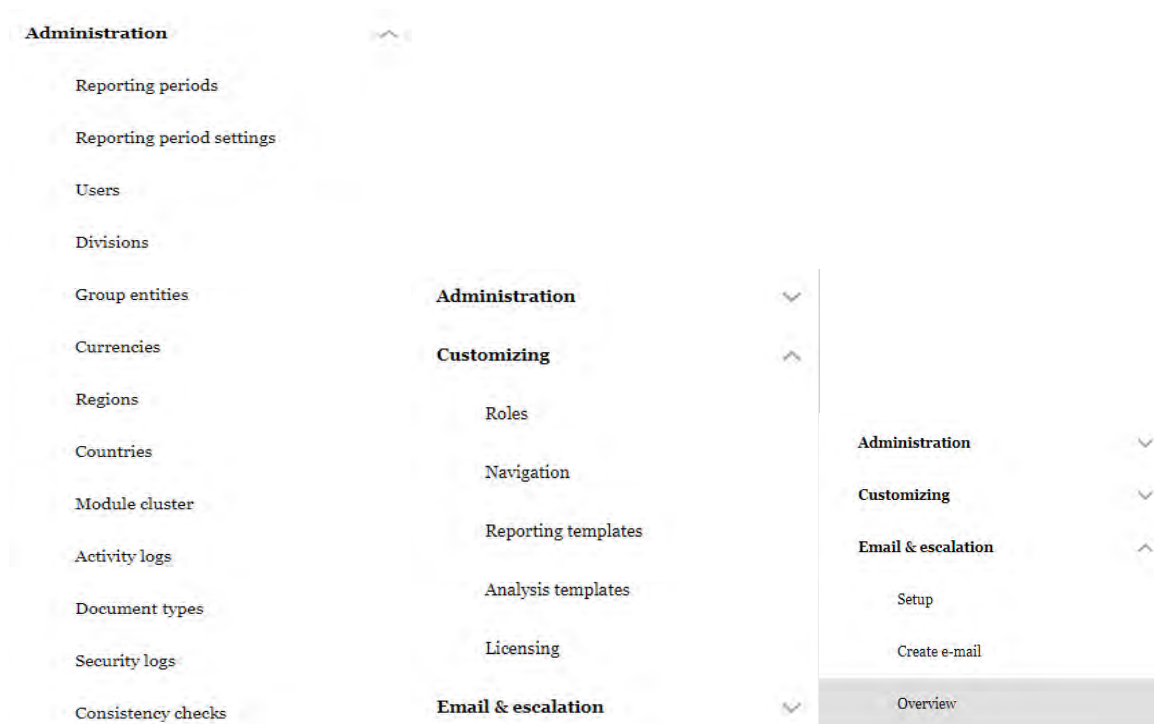 Administration
Reporting periods
Reporting period settings
Users
Divisions
Group entities
Currencies
Regions
Countries
Module cluster
Activity logs
Document types
Security logs
Consistency checks
Administration
Customizing
Roles
Navigation
Reporting templates
Analysis templates
Licensing
Email & escalation
Administration
Customizing
Email & escalation
Setup
Create e-mail
Overview